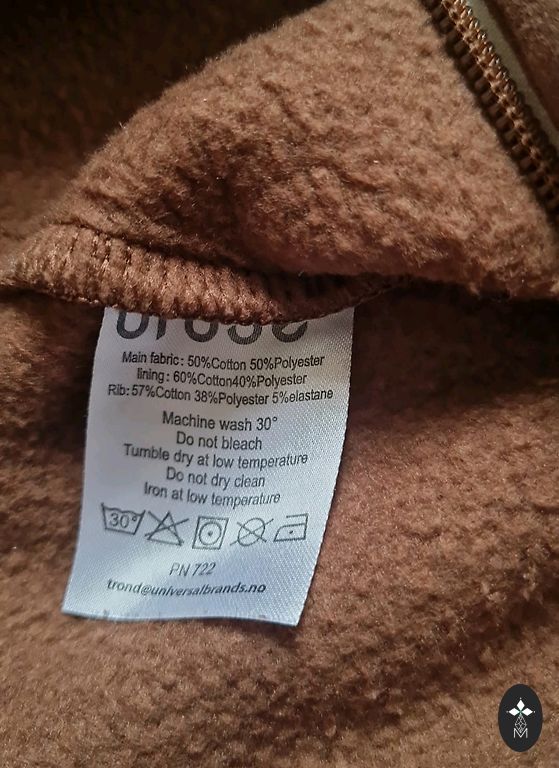 Main fabric: 50%Cotton 50%Polyester
lining: 60%Cotton40%Polyester
Rib:57%Cotton 38%Polyester 5%elastane
Machine wash 30°
Do not bleach
Tumble dry at low temperature
Do not dry clean
Iron at low temperature
30°
PN 722
trond@universalbrands.no
M